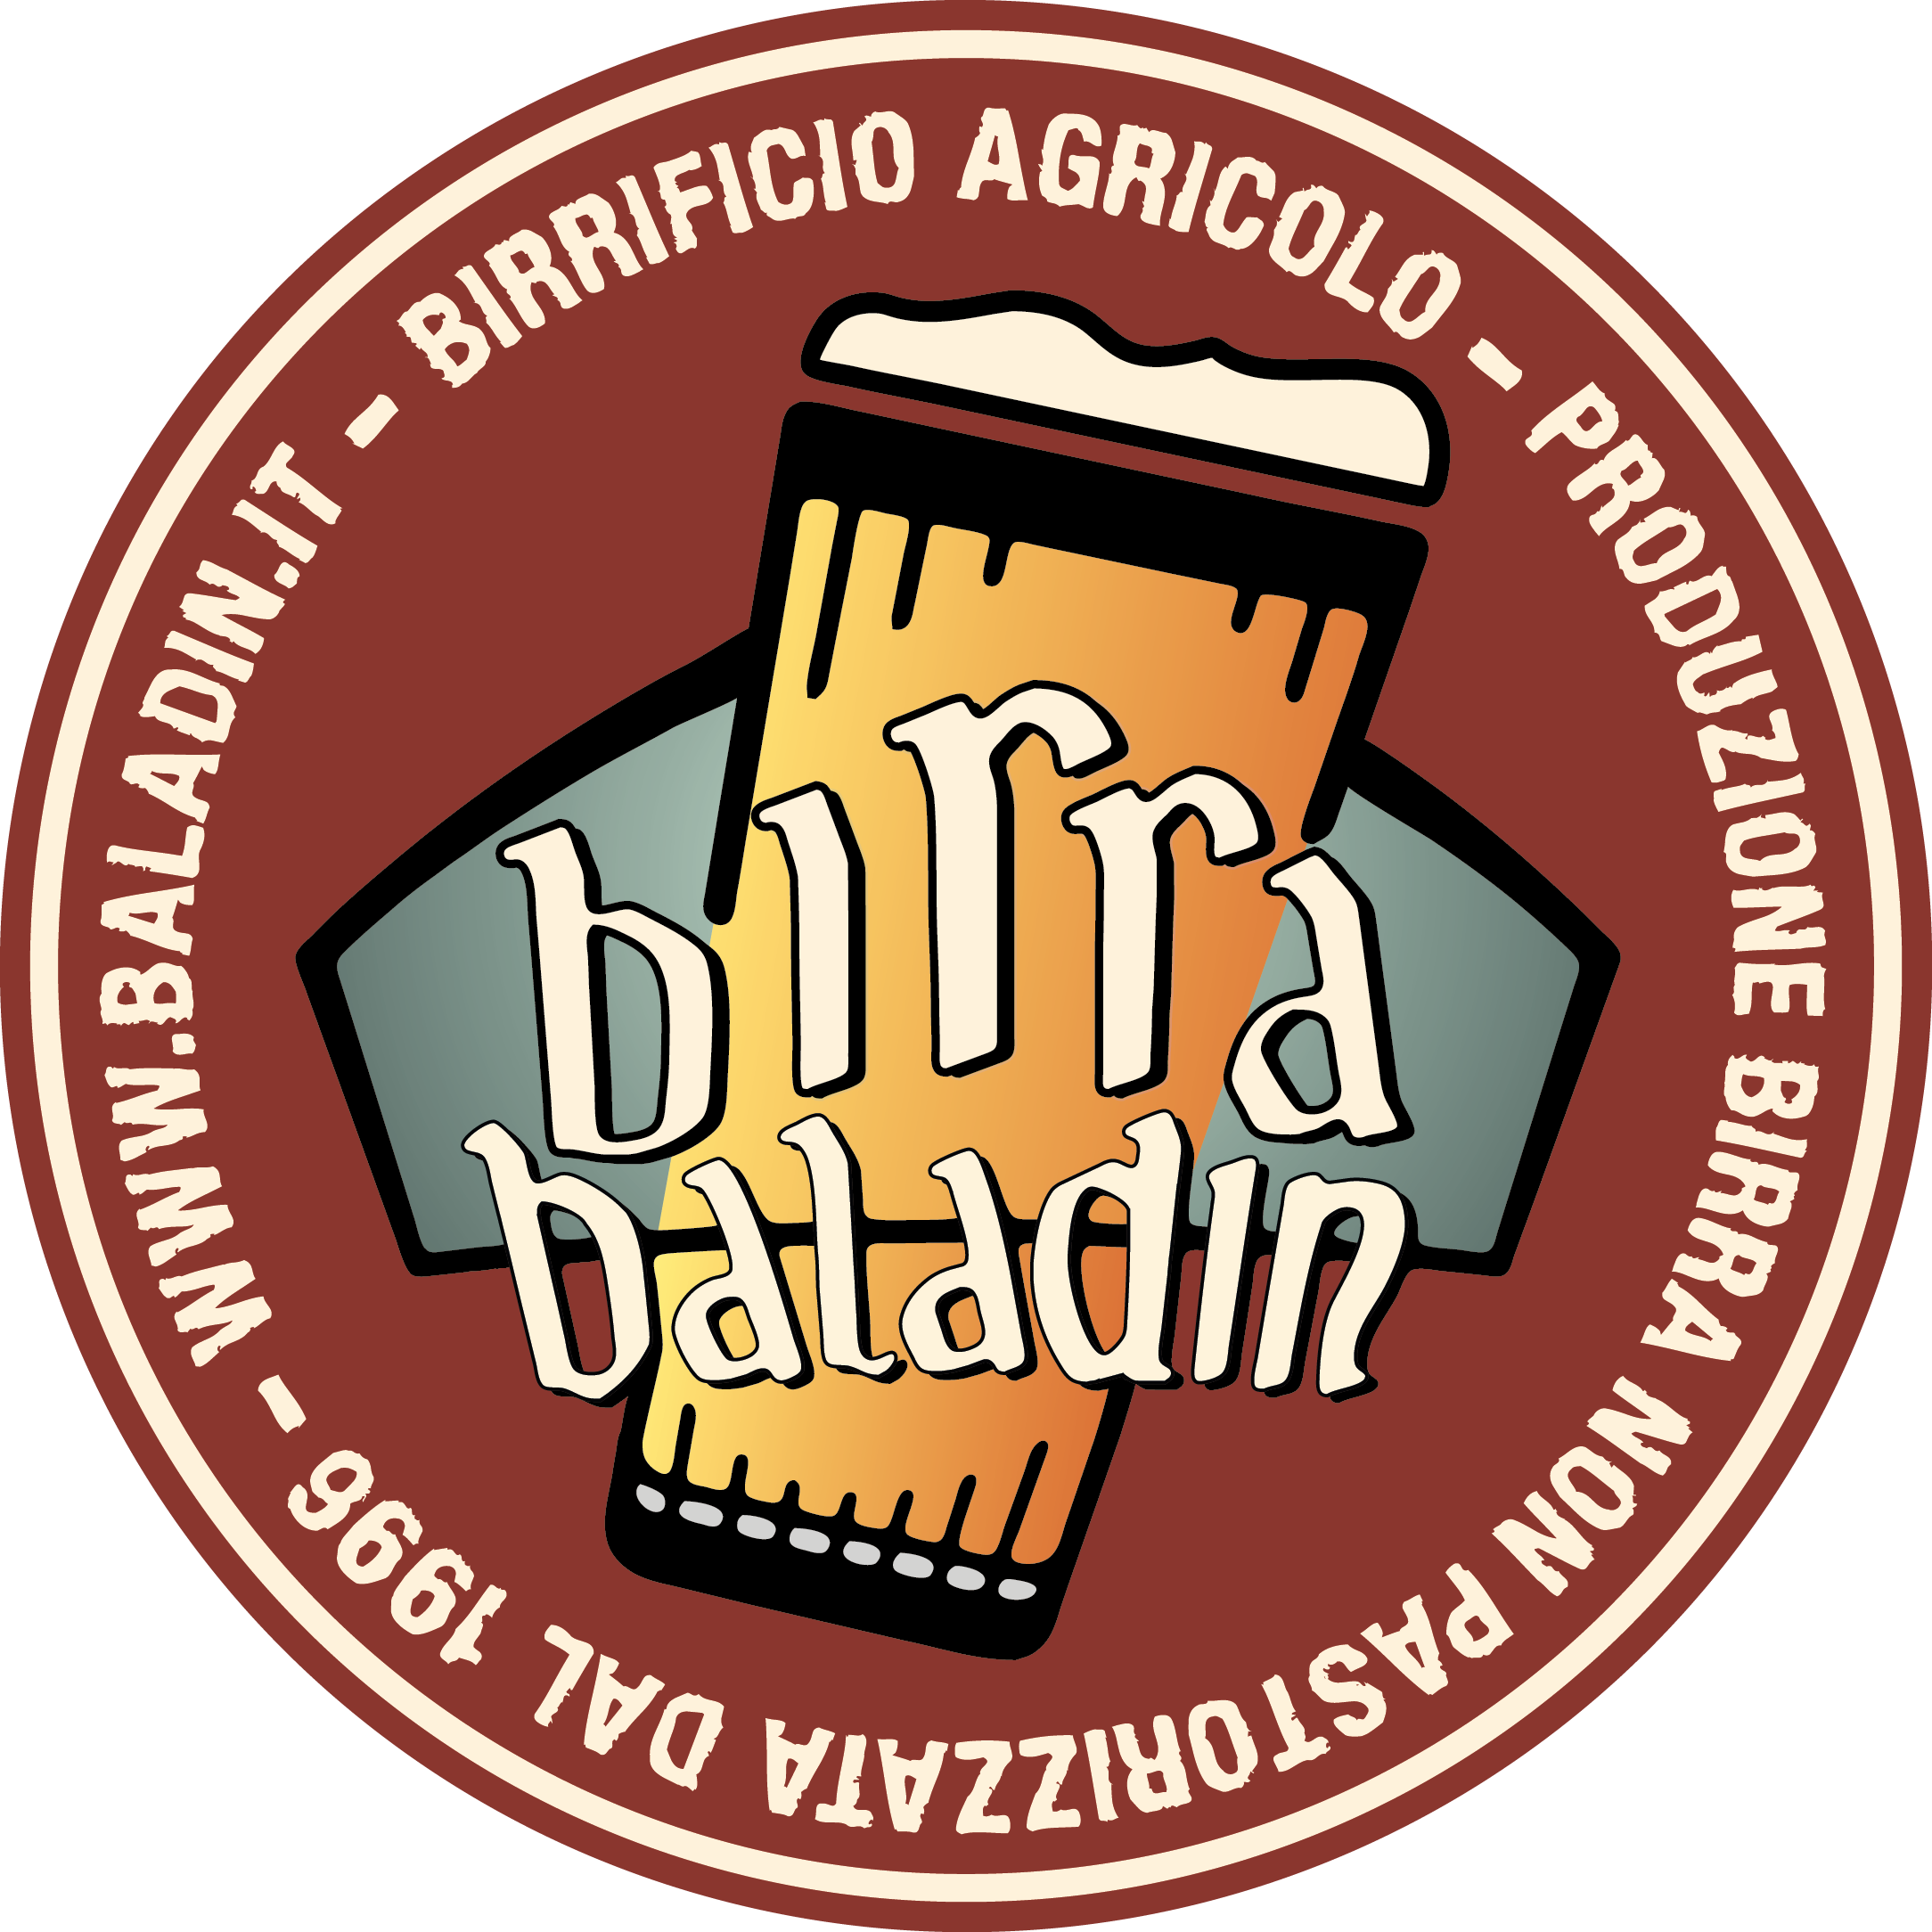 BIRRIFICIO AGRICOLO - PRODUZIONE BIRRA NON PASTORIZZATA DAL 1996 - WWW.BALADIN.IT -
birra
baladin